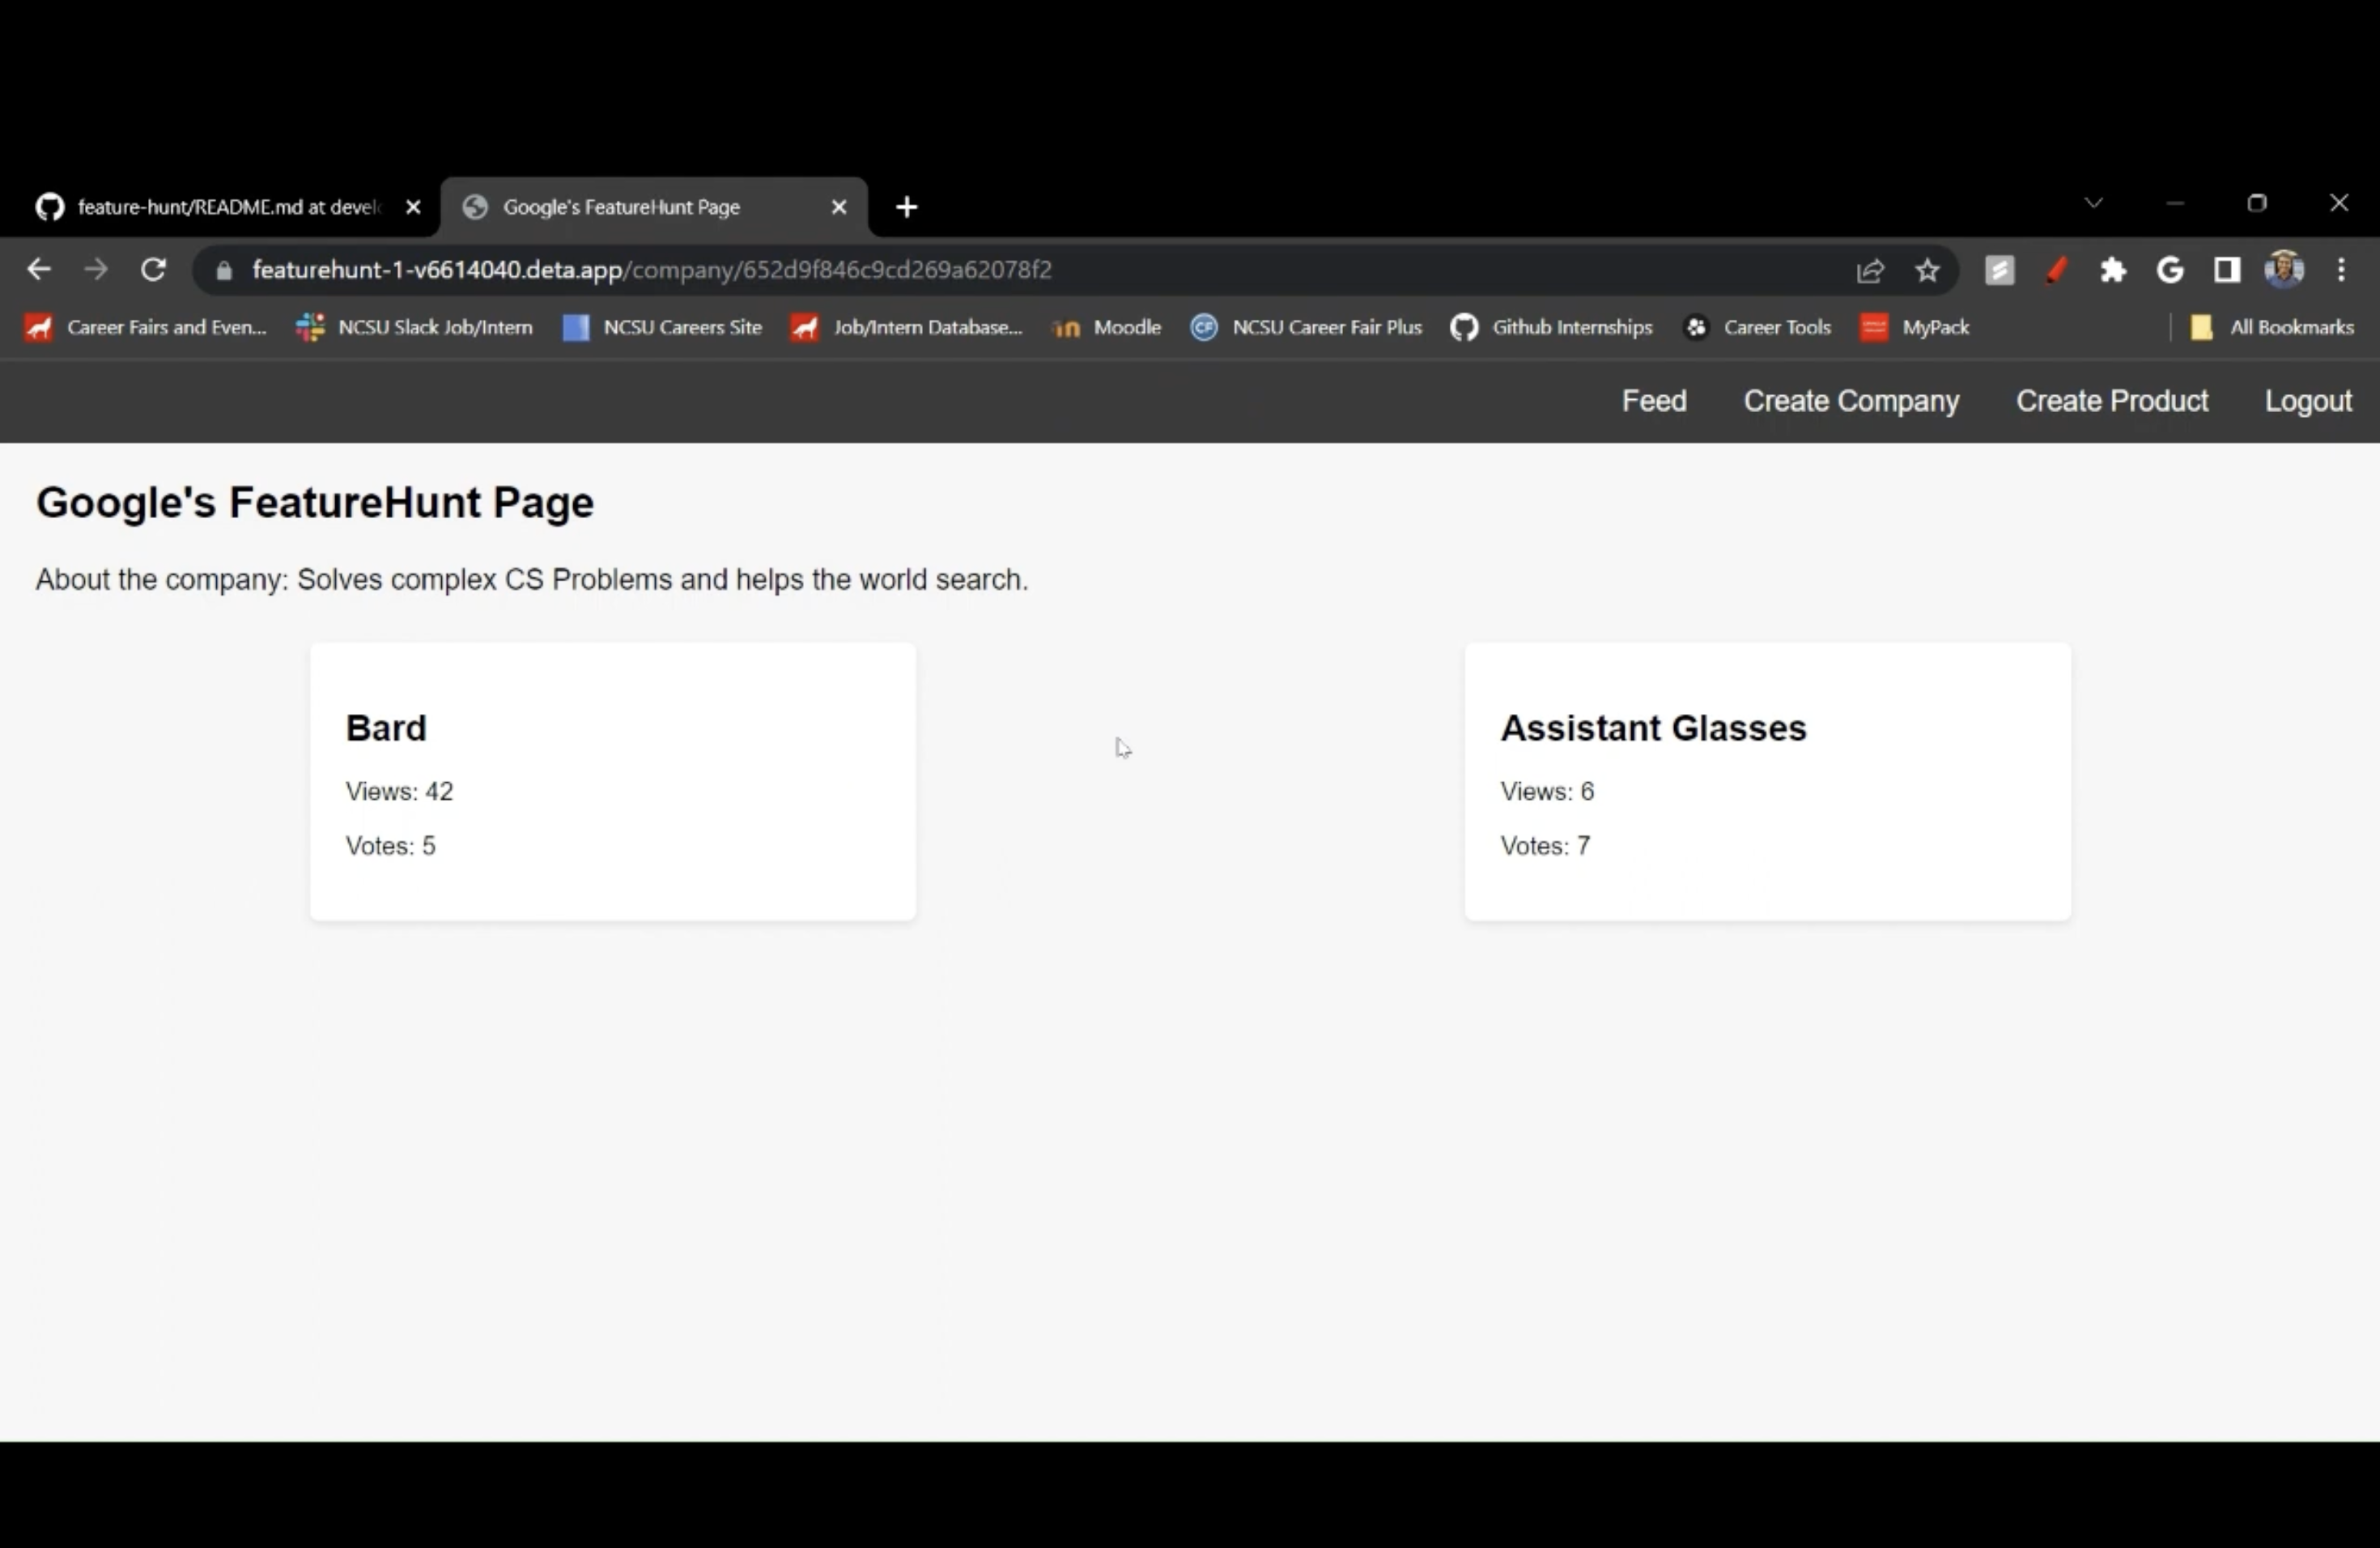 feature-hunt/README.md at devel
Google's FeatureHunt Page
featurehunt-1-v6614040.deta.app/company/652d9f846c9cd269a62078f2
Career Fairs and Even... NCSU Slack Job/Intern NCSU Careers Site Job/Intern Database... Moodle CF NCSU Career Fair Plus Github Internships Career Tools MyPack All Bookmarks
Feed Create Company Create Product Logout
Google's FeatureHunt Page
About the company: Solves complex CS Problems and helps the world search.
Bard
Views: 42
Votes: 5
Assistant Glasses
Views: 6
Votes: 7